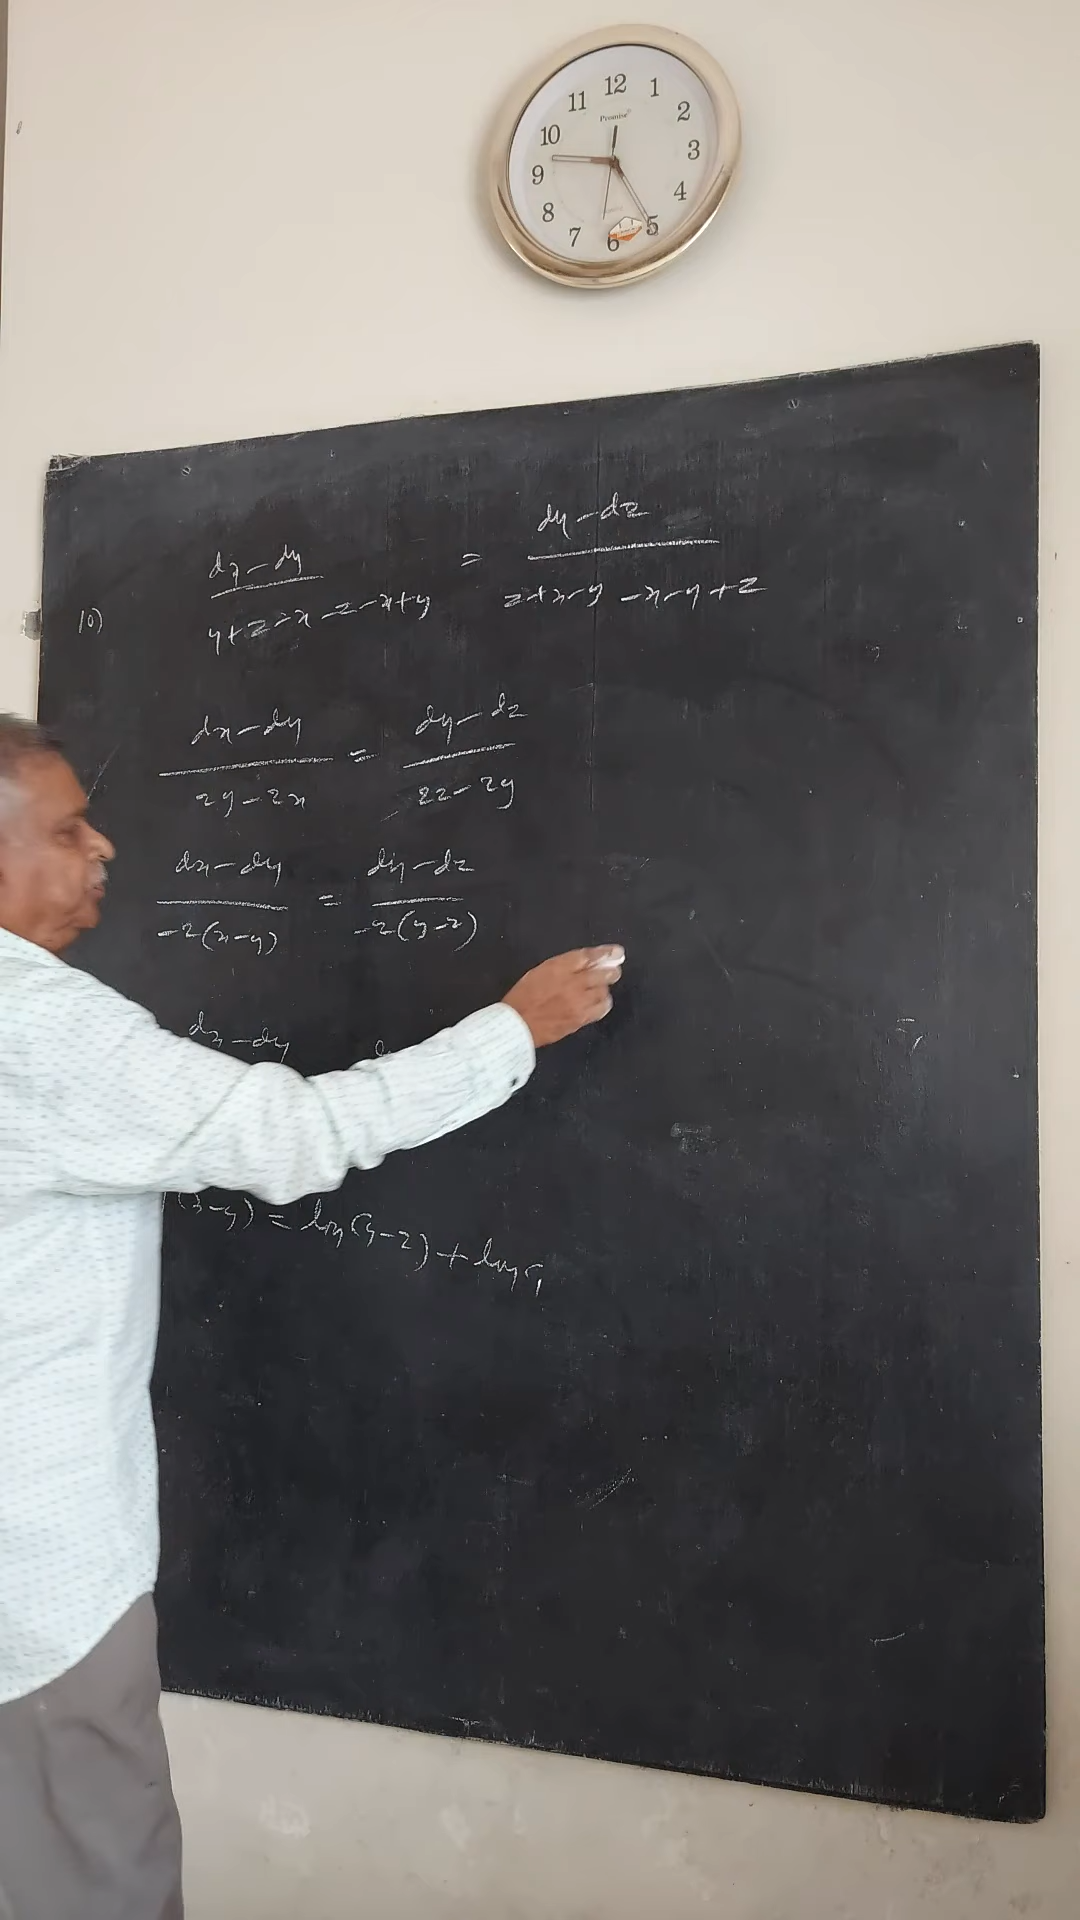 12
11 1
10 2
Promise
9 3
8 4
7 5
6
dx - dy = dy - dz
10) y+z-x-z-x+y z+x-y-x-y+z
dx - dy = dy - dz
2y - 2x 2z - 2y
dx - dy = dy - dz
-2(x-y) -2(y-z)
dx - dy
(x-y) = log(y-z) + log c₁